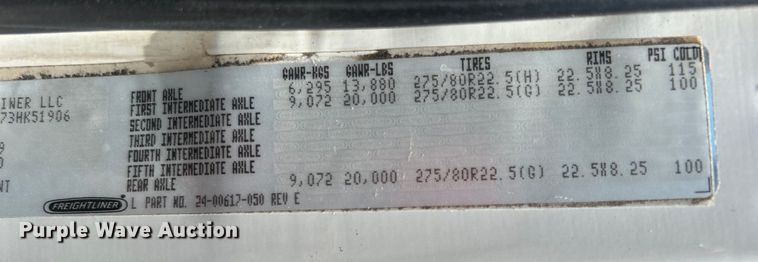 GAWR-KGS GAWR-LBS TIRES RIMS PSI COLD
FRONT AXLE 6,295 13,880 275/80R22.5(H) 22.5X8.25 115
INER LLC FIRST INTERMEDIATE AXLE 9,072 20,000 275/80R22.5(G) 22.5X8.25 100
73HK51906 SECOND INTERMEDIATE AXLE
THIRD INTERMEDIATE AXLE
9 FOURTH INTERMEDIATE AXLE
0 FIFTH INTERMEDIATE AXLE
NT REAR AXLE 9,072 20,000 275/80R22.5(G) 22.5X8.25 100
FREIGHTLINER L PART NO. 24-00617-050 REV E
Purple Wave Auction